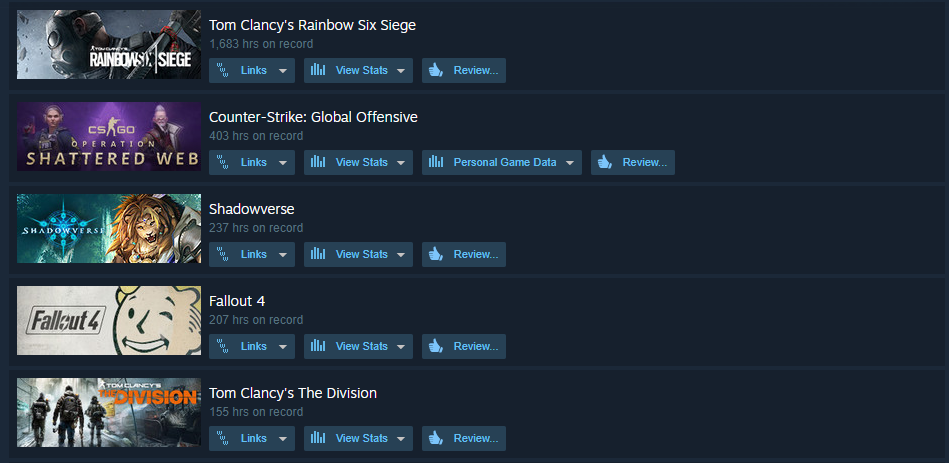 TOM CLANCY'S
RAINBOWSIX | SIEGE
Tom Clancy's Rainbow Six Siege
1,683 hrs on record
Links View Stats Review...
CS GO
OPERATION
SHATTERED WEB
Counter-Strike: Global Offensive
403 hrs on record
Links View Stats Personal Game Data Review...
SHADOWVERSE
Shadowverse
237 hrs on record
Links View Stats Review...
Fallout 4
Fallout 4
207 hrs on record
Links View Stats Review...
TOM CLANCY'S
THE DIVISION
Tom Clancy's The Division
155 hrs on record
Links View Stats Review...